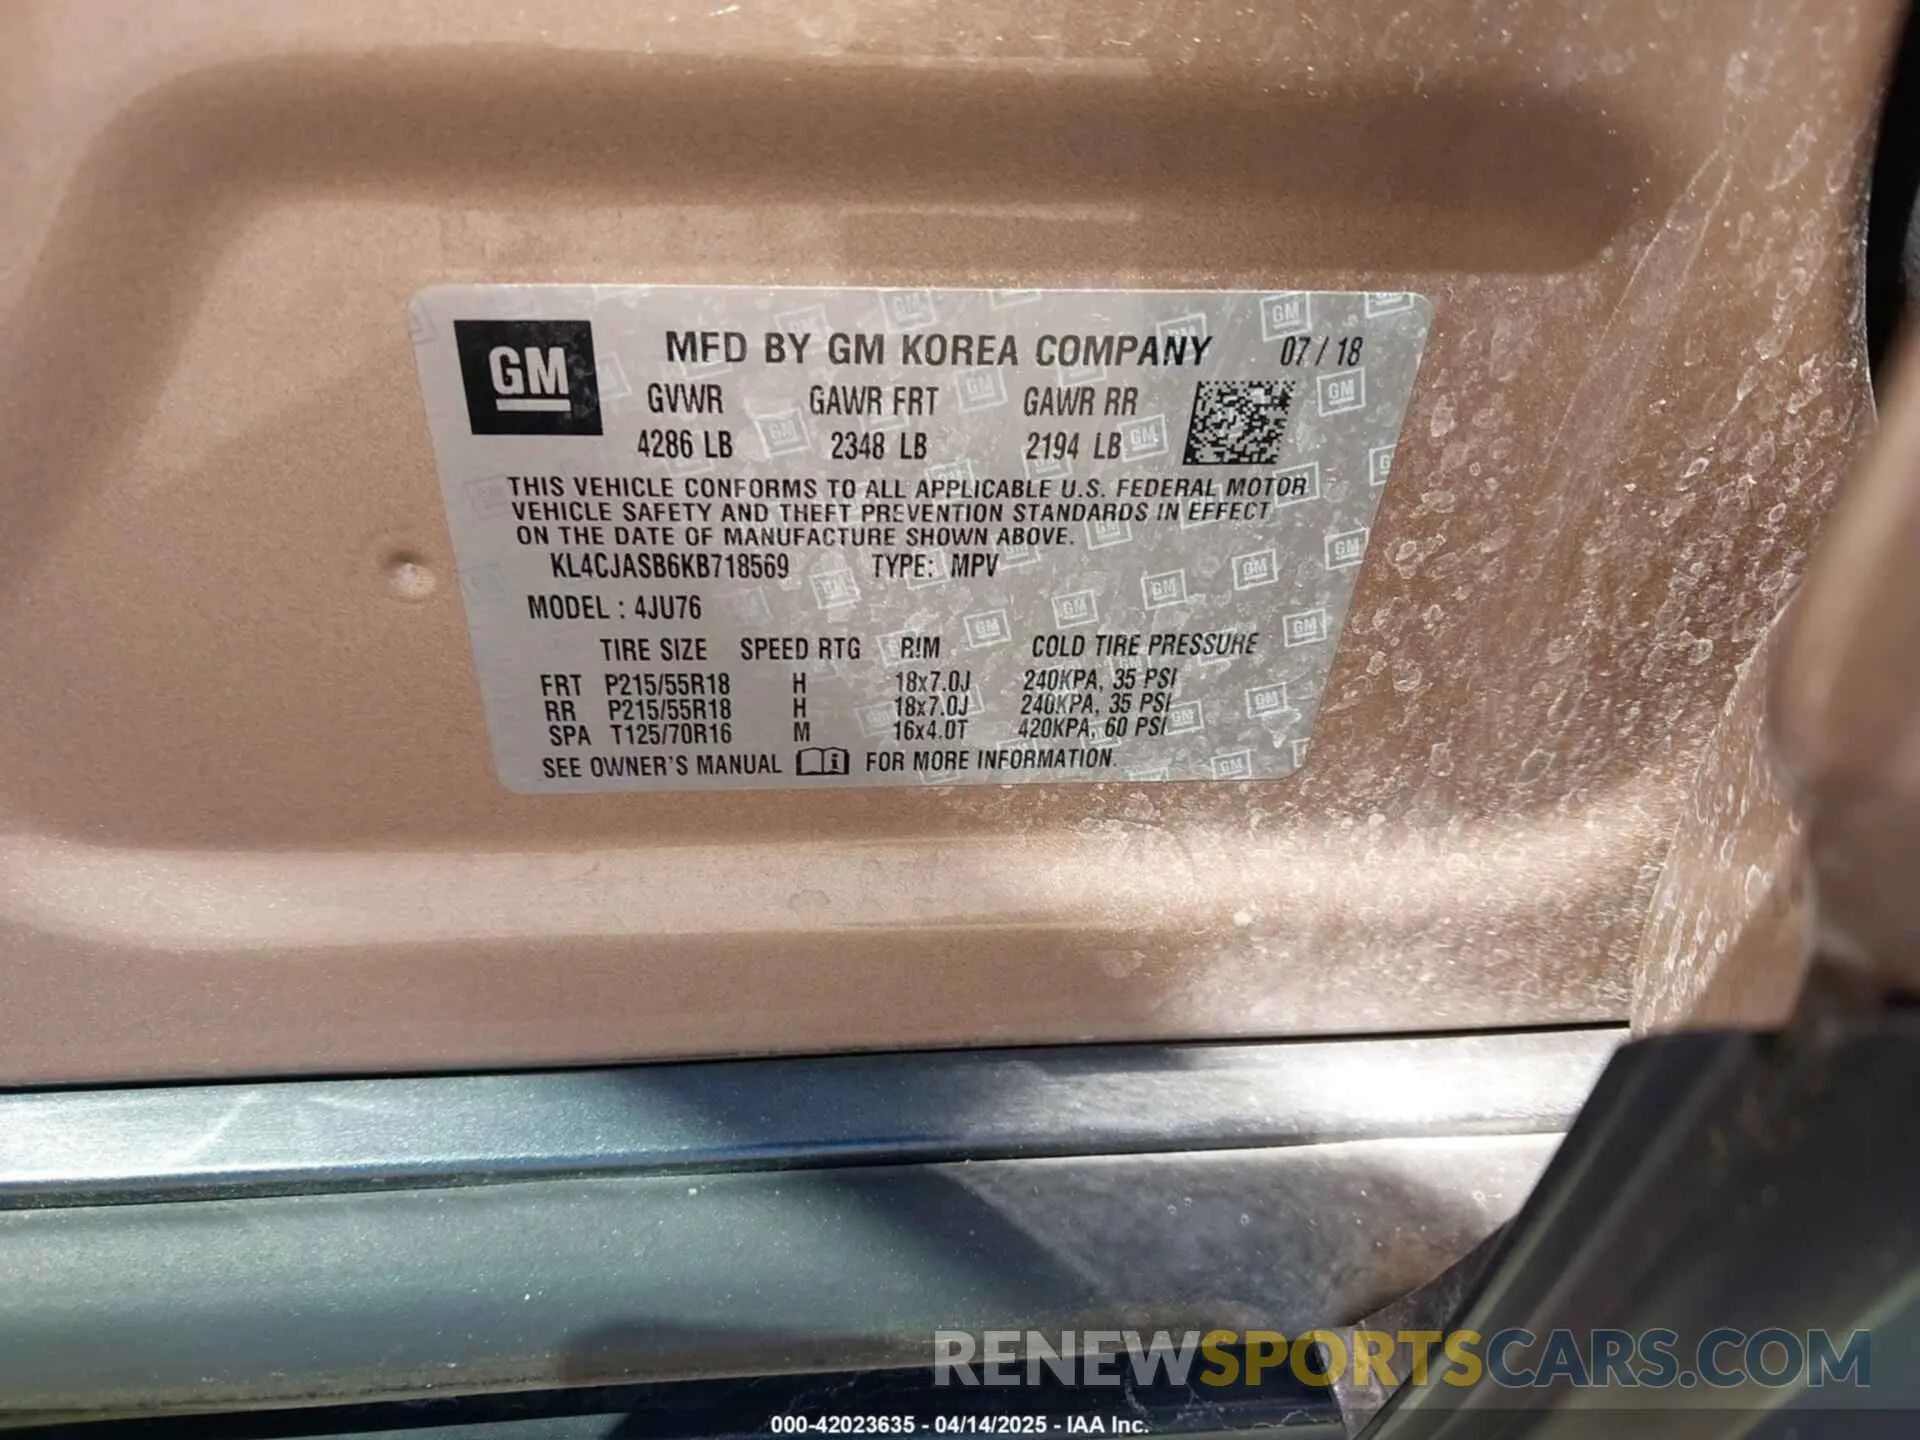 GM
MFD BY GM KOREA COMPANY 07/18
GVWR GAWR FRT GAWR RR
4286 LB 2348 LB 2194 LB
THIS VEHICLE CONFORMS TO ALL APPLICABLE U.S. FEDERAL MOTOR
VEHICLE SAFETY AND THEFT PREVENTION STANDARDS IN EFFECT
ON THE DATE OF MANUFACTURE SHOWN ABOVE.
KL4CJASB6KB718569 TYPE: MPV
MODEL : 4JU76
TIRE SIZE SPEED RTG RIM COLD TIRE PRESSURE
FRT P215/55R18 H 18x7.0J 240KPA, 35 PSI
RR P215/55R18 H 18x7.0J 240KPA, 35 PSI
SPA T125/70R16 M 16x4.0T 420KPA, 60 PSI
SEE OWNER'S MANUAL i FOR MORE INFORMATION.
RENEWSPORTSCARS.COM
000-42023635 - 04/14/2025 - IAA Inc.